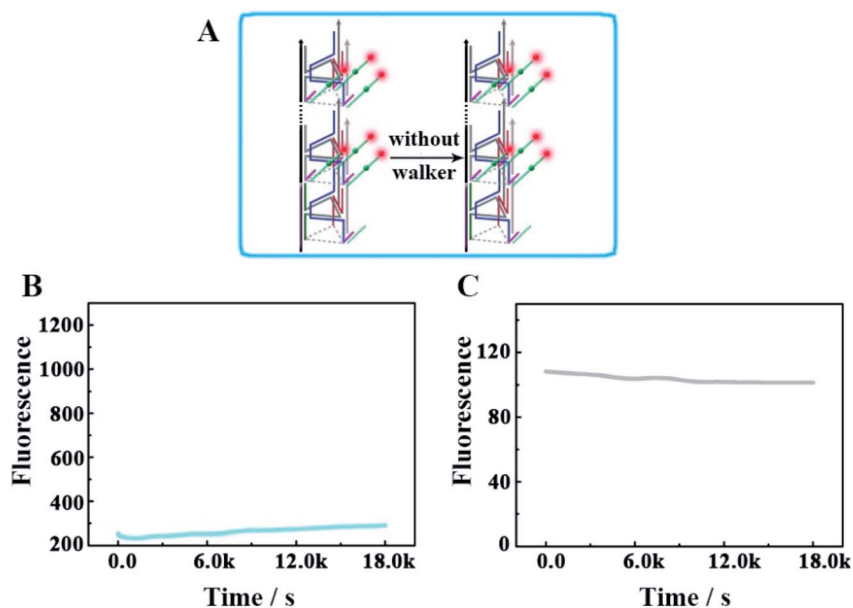 A
without
walker
B
1200
1000
800
600
400
200
Fluorescence
0.0 6.0k 12.0k 18.0k
Time / s
C
120
80
40
0
Fluorescence
0.0 6.0k 12.0k 18.0k
Time / s